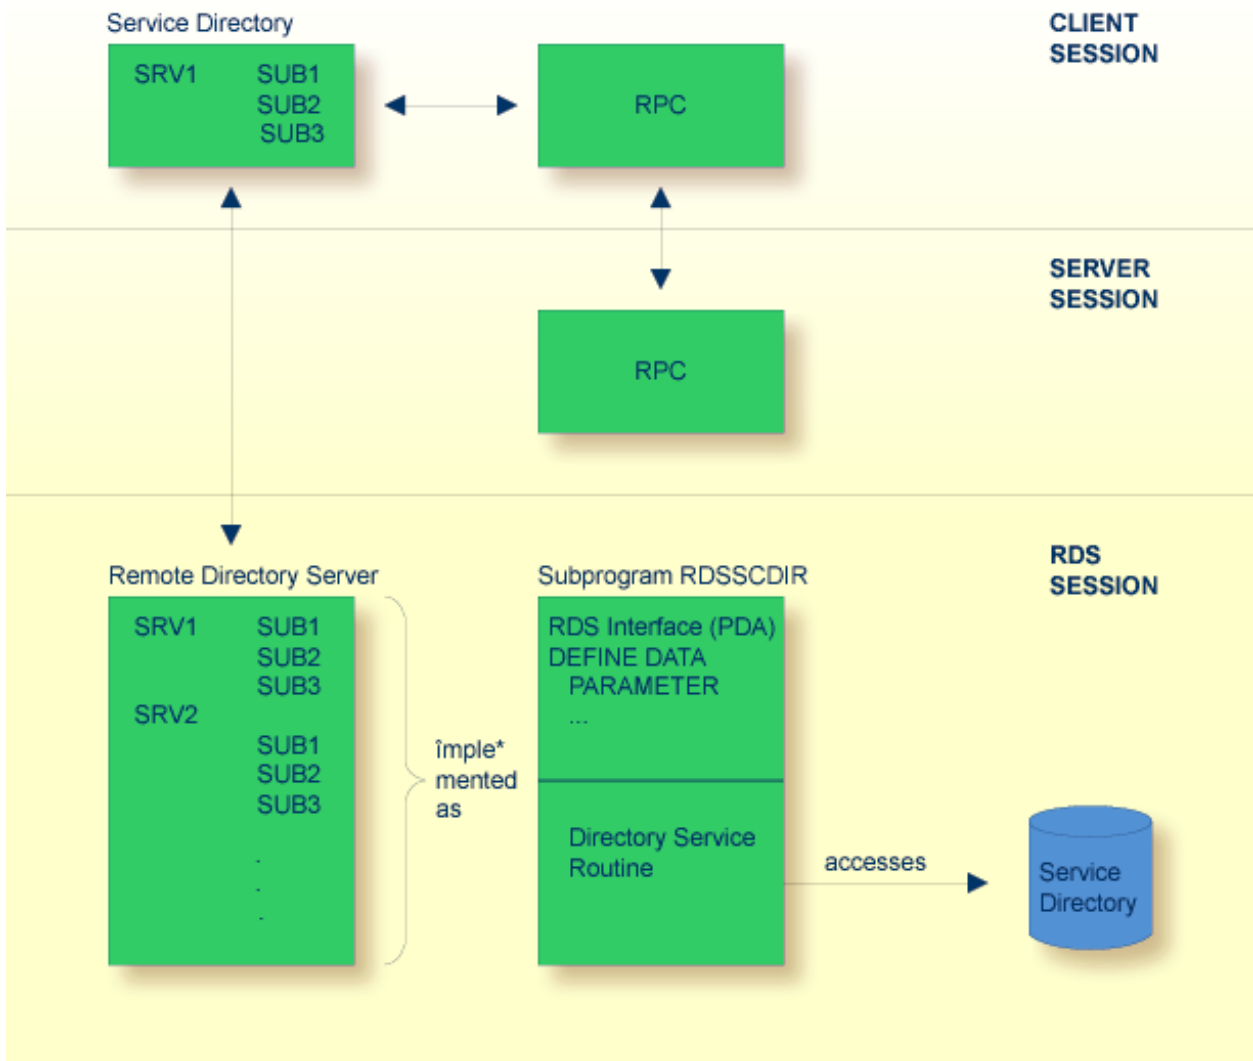 Service Directory
CLIENT
SESSION
SRV1 SUB1
SUB2
SUB3
RPC
SERVER
SESSION
RPC
RDS
SESSION
Remote Directory Server
SRV1 SUB1
SUB2
SUB3
SRV2
SUB1
SUB2
SUB3
.
.
.
împle*
mented
as
Subprogram RDSSCDIR
RDS Interface (PDA)
DEFINE DATA
PARAMETER
...
Directory Service
Routine
accesses
Service
Directory